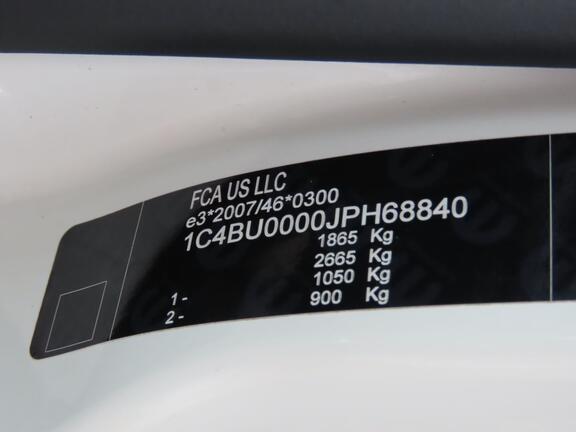 FCA US LLC
e3*2007/46*0300
1C4BU0000JPH68840
1865 Kg
2665 Kg
1- 1050 Kg
2- 900 Kg